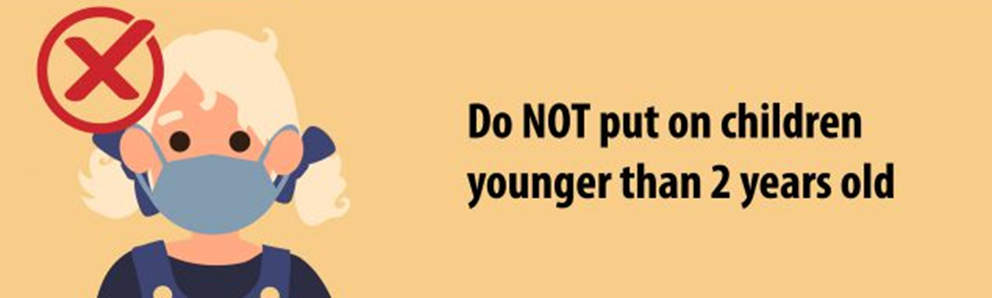 Do NOT put on children
younger than 2 years old